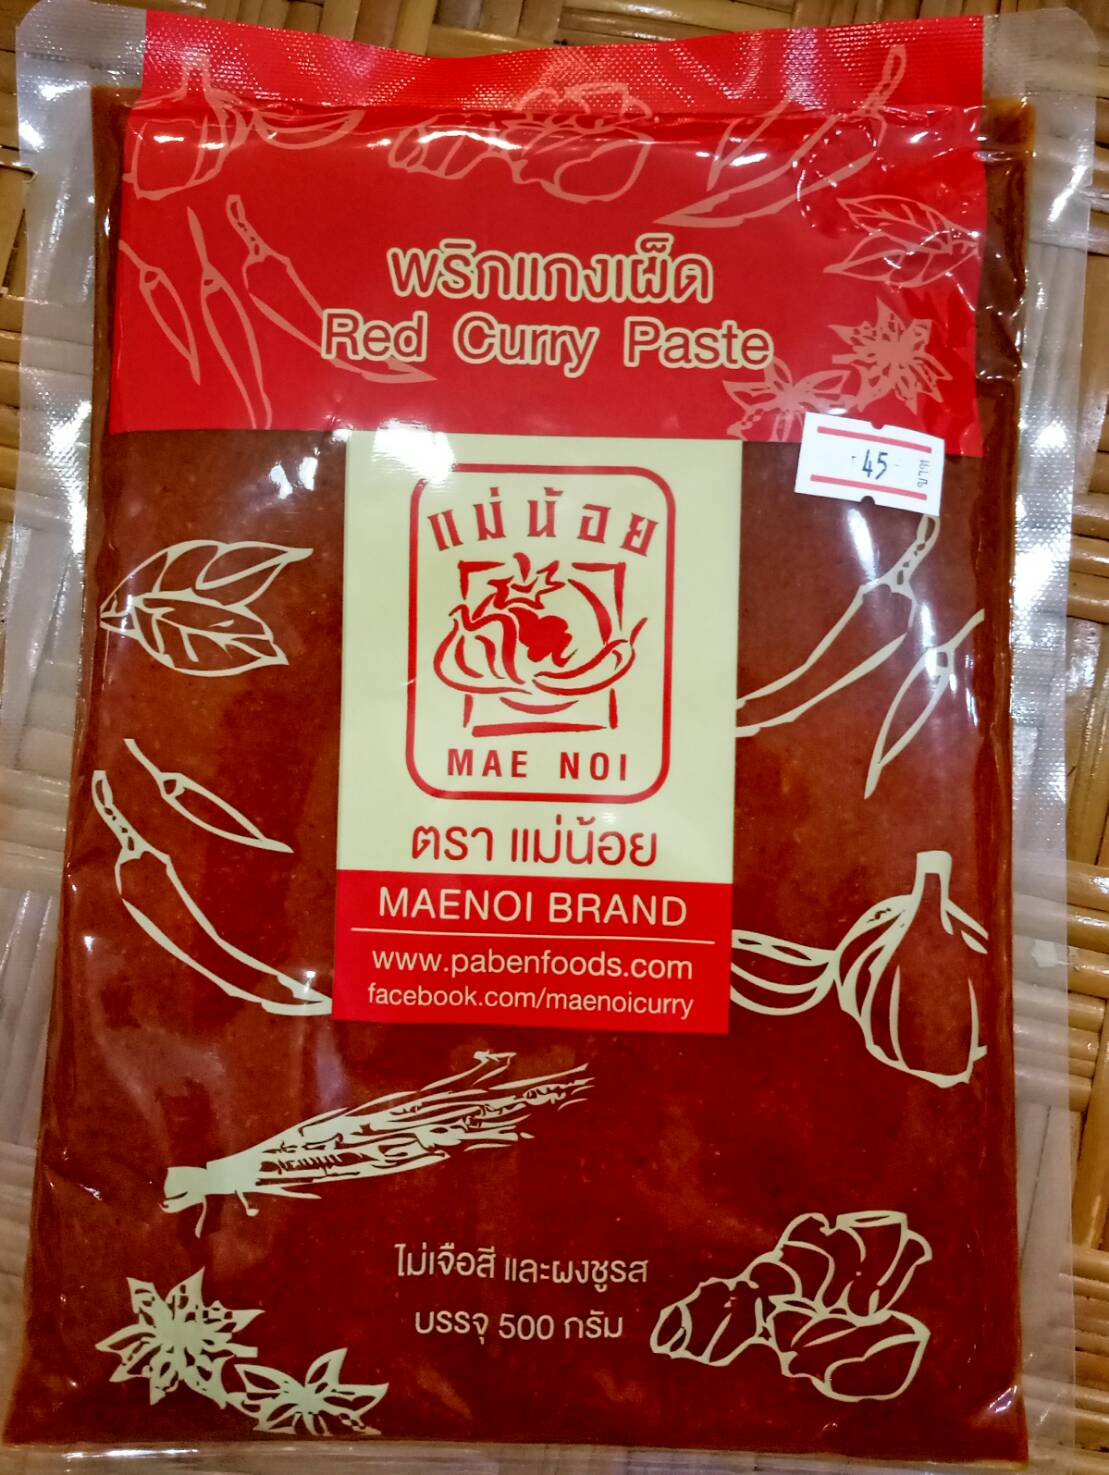 พริกแกงเผ็ด
Red Curry Paste
-45-
บาท
แม่น้อย
MAE NOI
ตรา แม่น้อย
MAENOI BRAND
www.pabenfoods.com
facebook.com/maenoicurry
ไม่เจือสี และผงชูรส
บรรจุ 500 กรัม